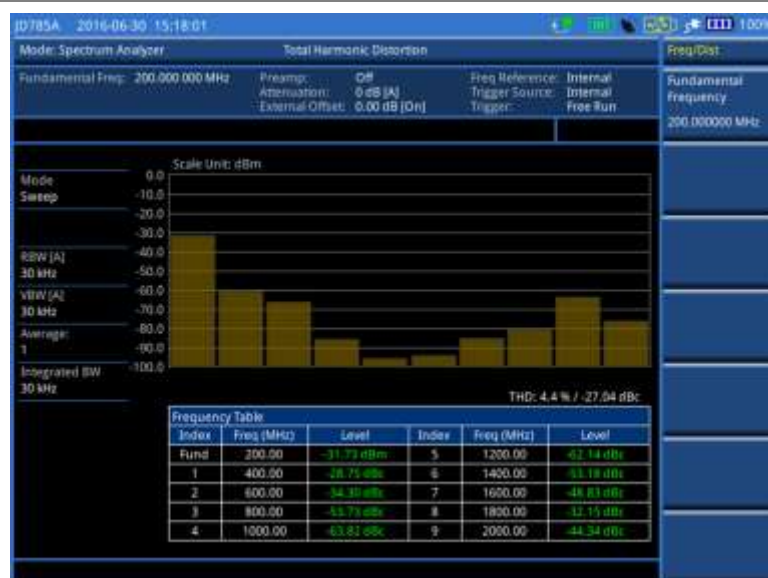 JD785A 2016-06-30 15:18:01 100%
Mode: Spectrum Analyzer Total Harmonic Distortion Freq/Dist
Fundamental Freq: 200.000 000 MHz
Preamp: Off
Attenuation: 0 dB [A]
External Offset: 0.00 dB [On]
Freq Reference: Internal
Trigger Source: Internal
Trigger: Free Run
Fundamental
Frequency
200.000000 MHz
Scale Unit: dBm
Mode
Sweep
RBW [A]
30 kHz
VBW [A]
30 kHz
Average:
1
Integrated BW
30 kHz
0.0
-10.0
-20.0
-30.0
-40.0
-50.0
-60.0
-70.0
-80.0
-90.0
-100.0
THD: 4.4 % / -27.04 dBc
Frequency Table
Index Freq (MHz) Level Index Freq (MHz) Level
Fund 200.00 -31.73 dBm 5 1200.00 -62.14 dBc
1 400.00 -28.75 dBc 6 1400.00 -53.18 dBc
2 600.00 -34.30 dBc 7 1600.00 -48.83 dBc
3 800.00 -53.73 dBc 8 1800.00 -32.15 dBc
4 1000.00 -63.82 dBc 9 2000.00 -44.34 dBc